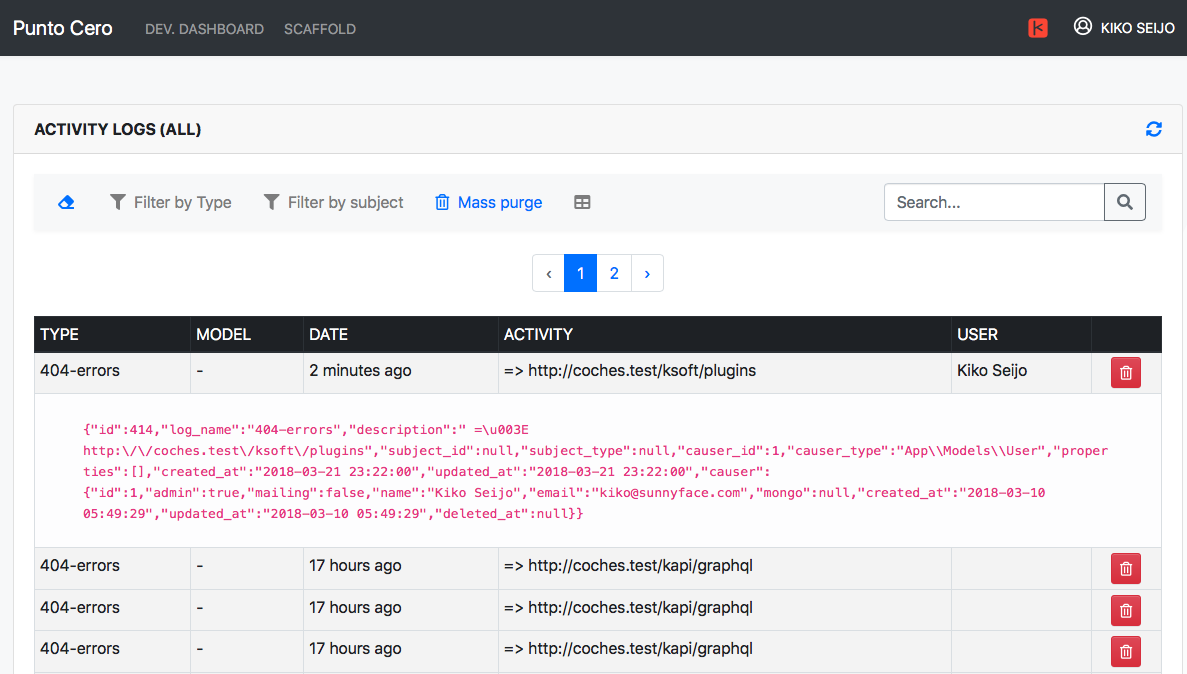 Punto Cero DEV. DASHBOARD SCAFFOLD KIKO SEIJO
ACTIVITY LOGS (ALL)
Filter by Type Filter by subject Mass purge Search...
‹ 1 2 ›
TYPE MODEL DATE ACTIVITY USER
404-errors - 2 minutes ago => http://coches.test/ksoft/plugins Kiko Seijo
{"id":414,"log_name":"404-errors","description":" =\u003E
http:\/\/coches.test\/ksoft\/plugins","subject_id":null,"subject_type":null,"causer_id":1,"causer_type":"App\\Models\\User","proper
ties":[],"created_at":"2018-03-21 23:22:00","updated_at":"2018-03-21 23:22:00","causer":
{"id":1,"admin":true,"mailing":false,"name":"Kiko Seijo","email":"kiko@sunnyface.com","mongo":null,"created_at":"2018-03-10
05:49:29","updated_at":"2018-03-10 05:49:29","deleted_at":null}}
404-errors - 17 hours ago => http://coches.test/kapi/graphql
404-errors - 17 hours ago => http://coches.test/kapi/graphql
404-errors - 17 hours ago => http://coches.test/kapi/graphql